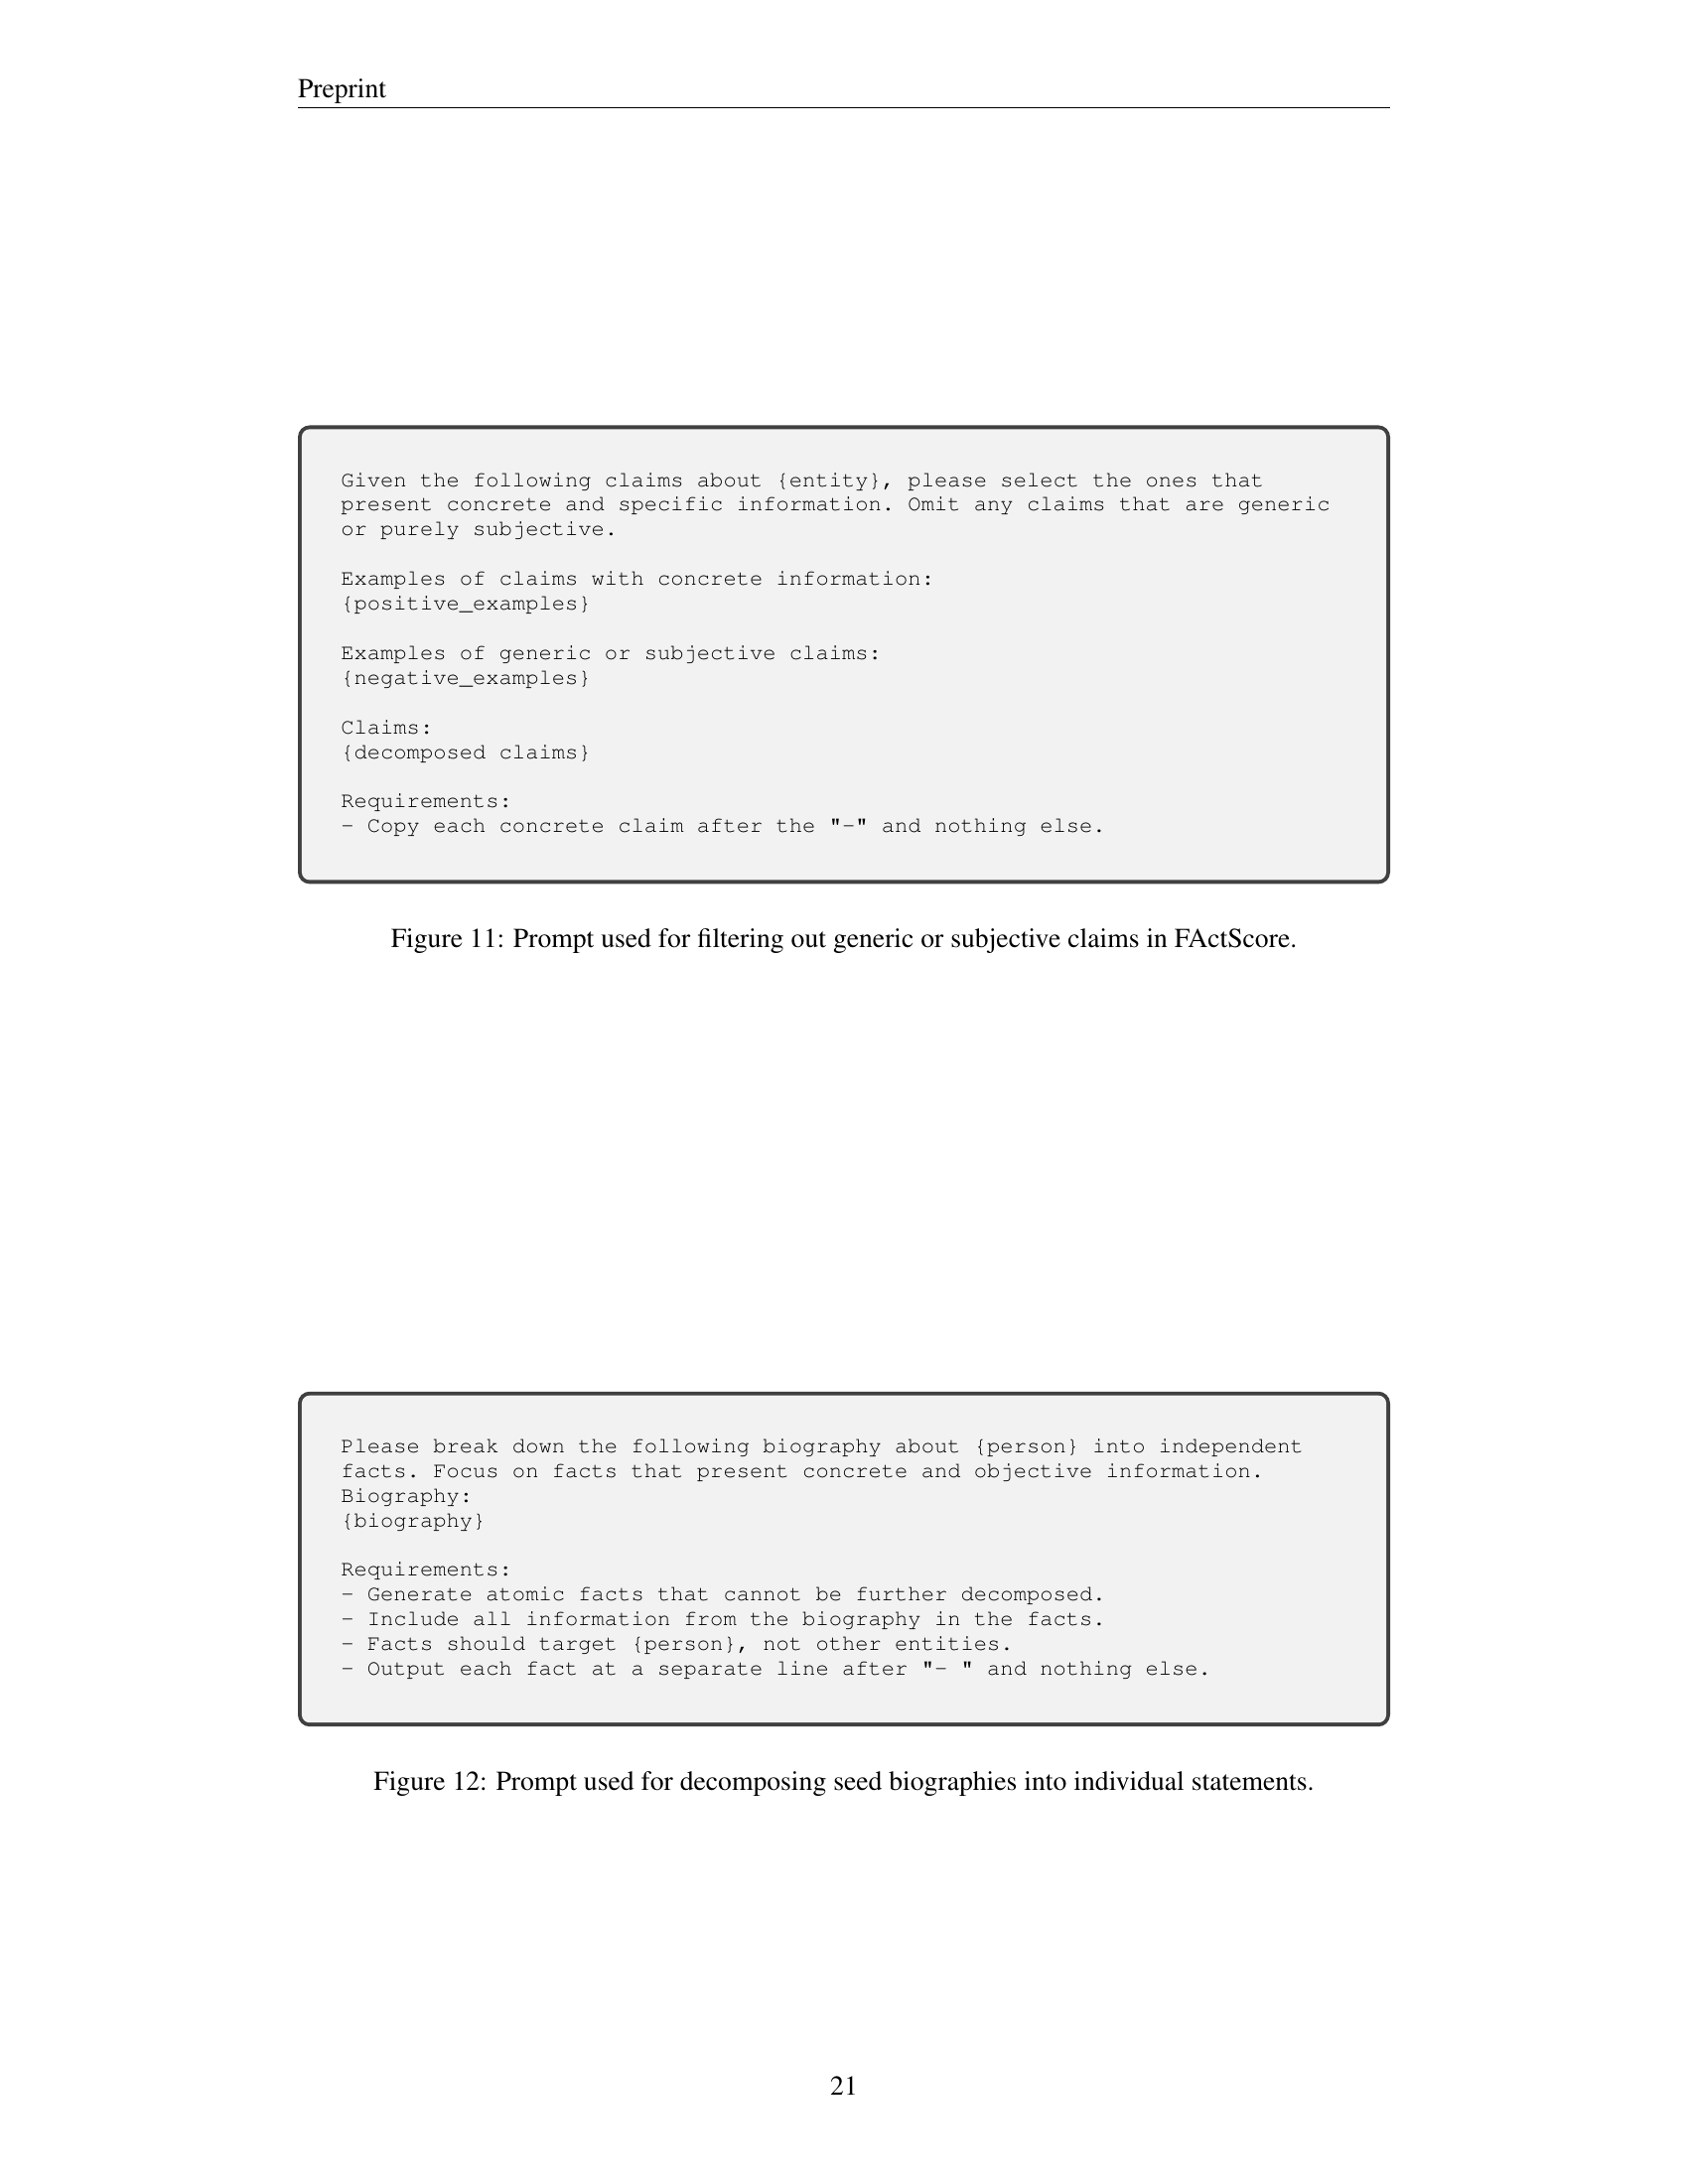 Preprint
Given the following claims about {entity}, please select the ones that
present concrete and specific information. Omit any claims that are generic
or purely subjective.
Examples of claims with concrete information:
{positive_examples}
Examples of generic or subjective claims:
{negative_examples}
Claims:
{decomposed claims}
Requirements:
- Copy each concrete claim after the "-" and nothing else.
Figure 11: Prompt used for filtering out generic or subjective claims in FActScore.
Please break down the following biography about {person} into independent
facts. Focus on facts that present concrete and objective information.
Biography:
{biography}
Requirements:
- Generate atomic facts that cannot be further decomposed.
- Include all information from the biography in the facts.
- Facts should target {person}, not other entities.
- Output each fact at a separate line after "- " and nothing else.
Figure 12: Prompt used for decomposing seed biographies into individual statements.
21